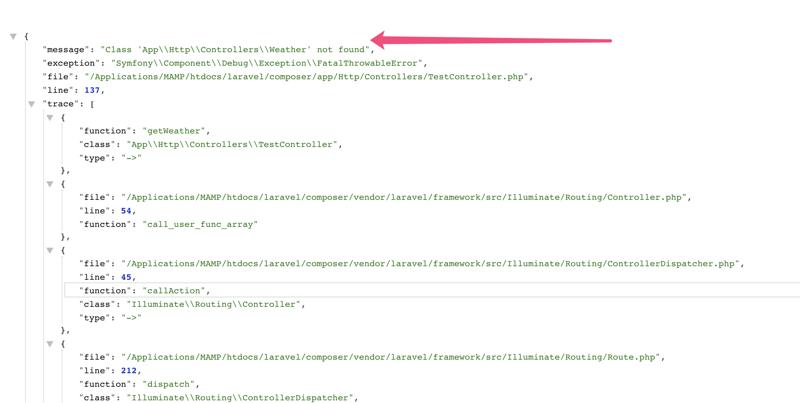 {
"message": "Class 'App\\Http\\Controllers\\Weather' not found",
"exception": "Symfony\\Component\\Debug\\Exception\\FatalThrowableError",
"file": "/Applications/MAMP/htdocs/laravel/composer/app/Http/Controllers/TestController.php",
"line": 137,
"trace": [
{
"function": "getWeather",
"class": "App\\Http\\Controllers\\TestController",
"type": "->"
},
{
"file": "/Applications/MAMP/htdocs/laravel/composer/vendor/laravel/framework/src/Illuminate/Routing/Controller.php",
"line": 54,
"function": "call_user_func_array"
},
{
"file": "/Applications/MAMP/htdocs/laravel/composer/vendor/laravel/framework/src/Illuminate/Routing/ControllerDispatcher.php",
"line": 45,
"function": "callAction",
"class": "Illuminate\\Routing\\Controller",
"type": "->"
},
{
"file": "/Applications/MAMP/htdocs/laravel/composer/vendor/laravel/framework/src/Illuminate/Routing/Route.php",
"line": 212,
"function": "dispatch",
"class": "Illuminate\\Routing\\ControllerDispatcher",